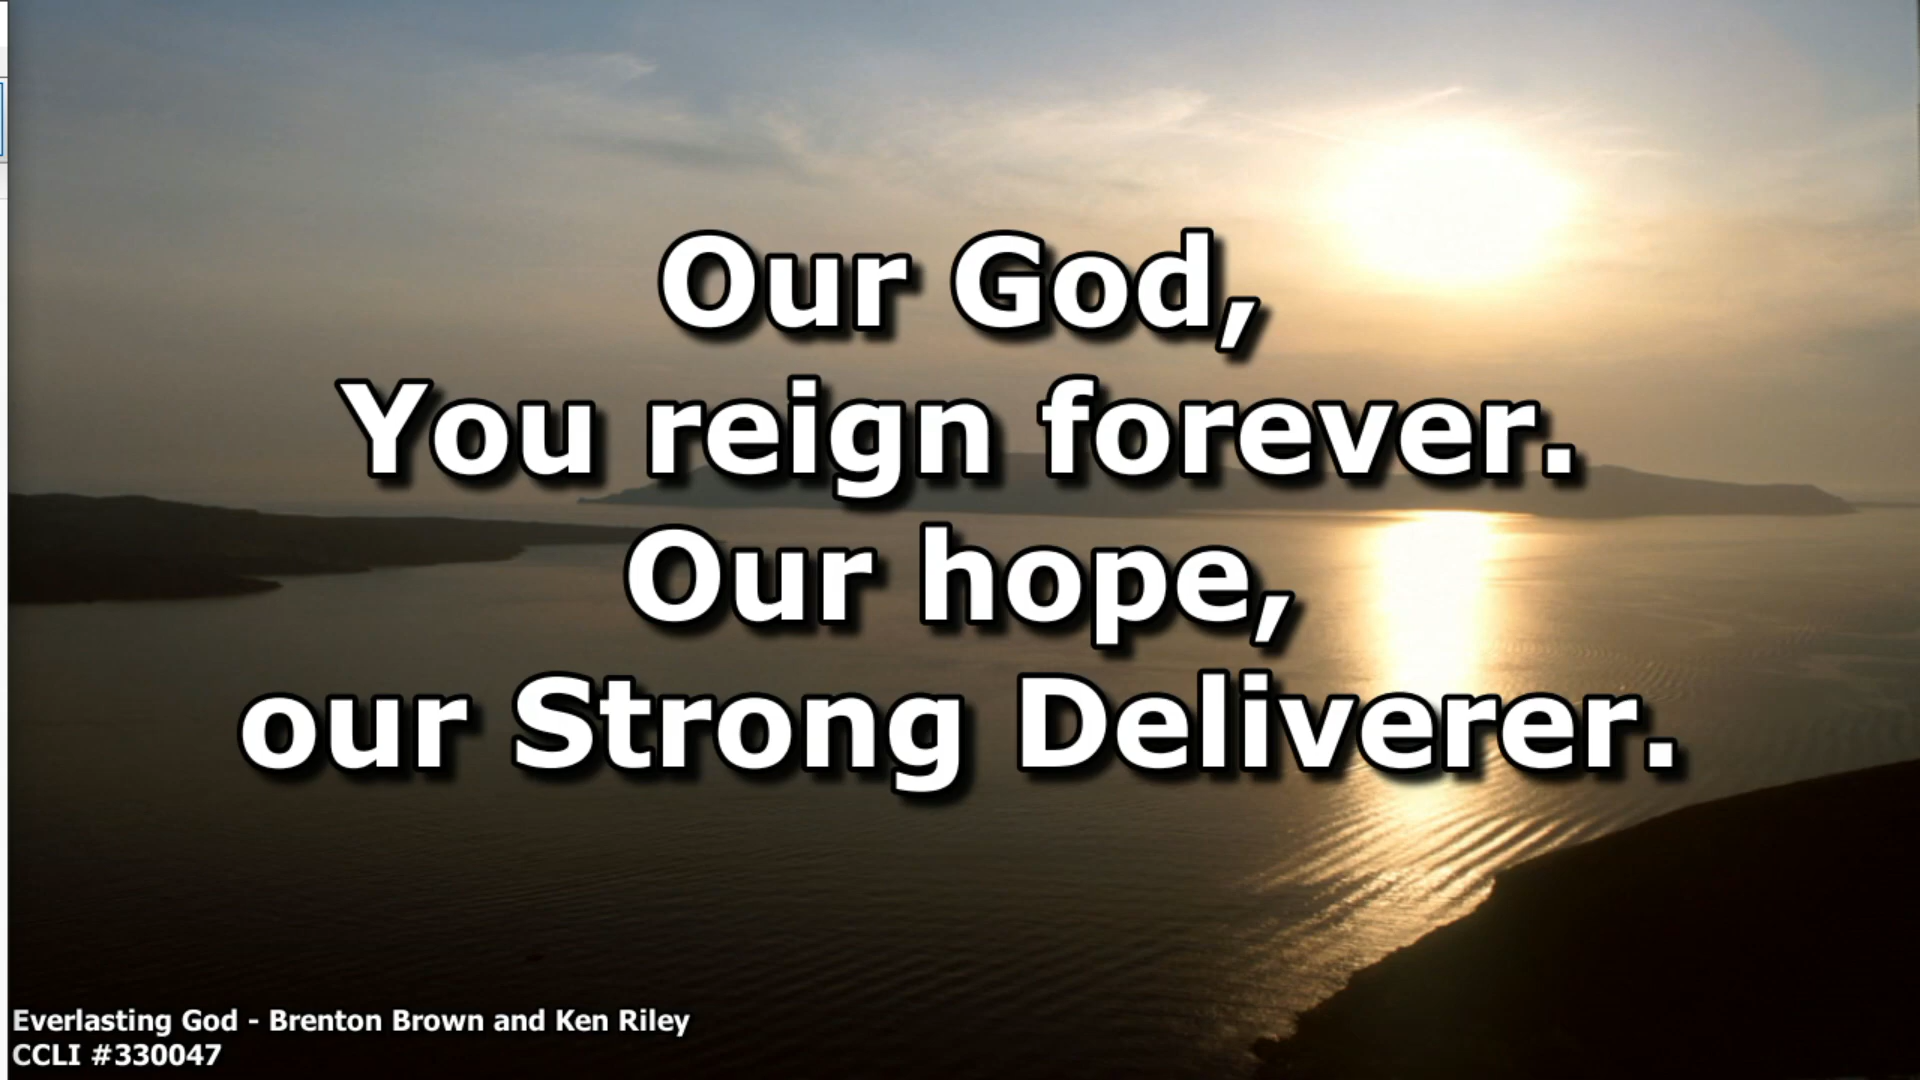 Our God,
You reign forever.
Our hope,
our Strong Deliverer.
Everlasting God - Brenton Brown and Ken Riley
CCLI #330047